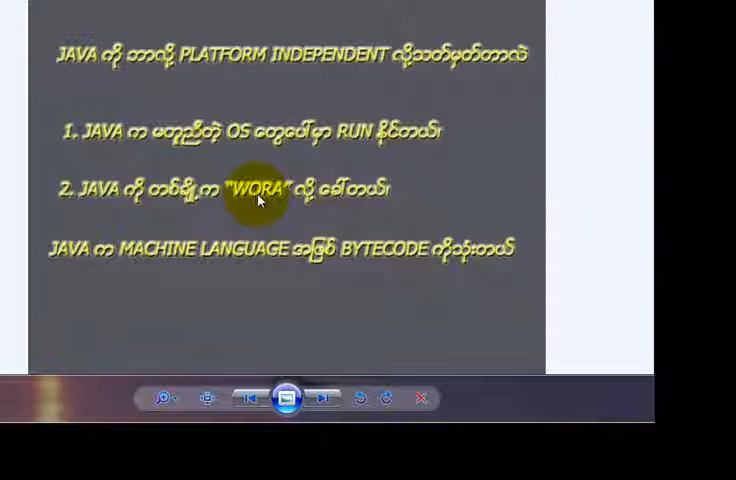 JAVA ကို ဘာလို့ PLATFORM INDEPENDENT လို့သတ်မှတ်တာလဲ
1. JAVA က မတူညီတဲ့ OS တွေပေါ်မှာ RUN နိုင်တယ်၊
2. JAVA ကို တစ်ချို့က "WORA" လို့ ခေါ်တယ်၊
JAVA က MACHINE LANGUAGE အဖြစ် BYTECODE ကိုသုံးတယ်